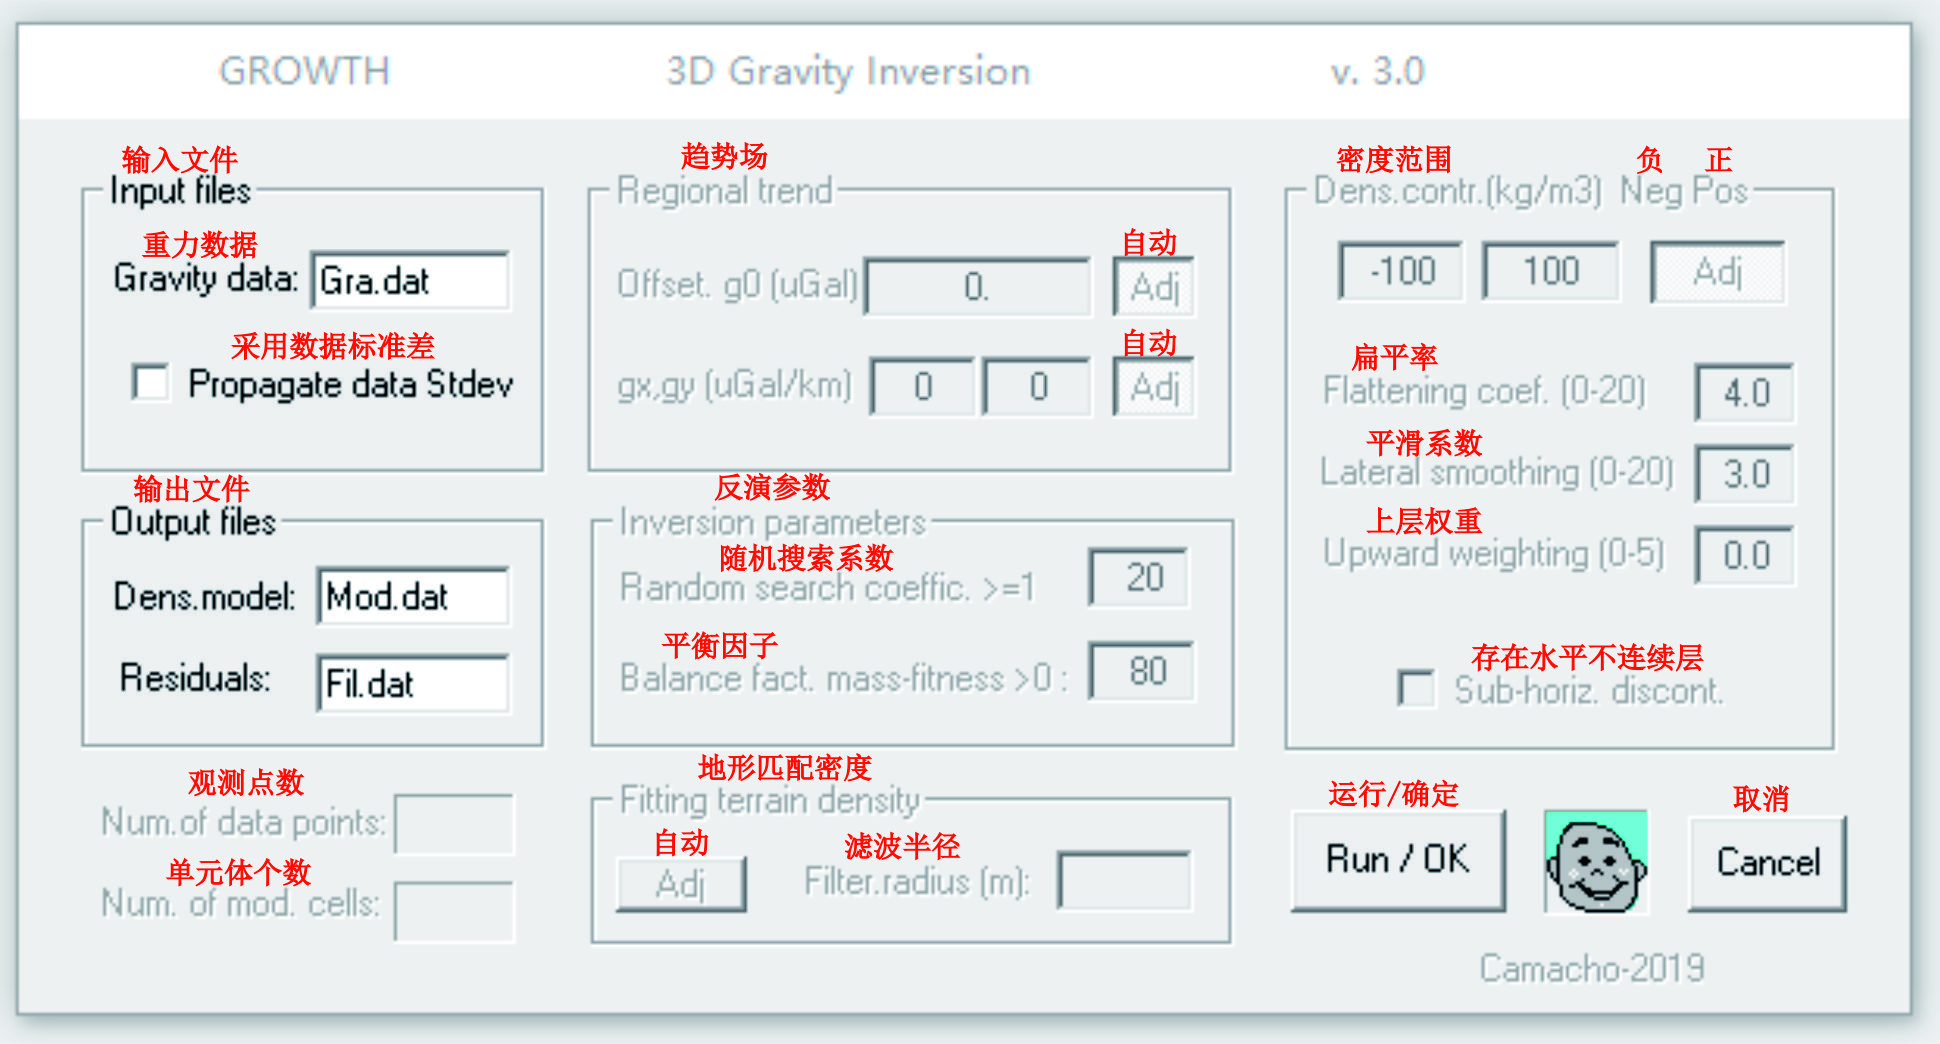 GROWTH 3D Gravity Inversion v. 3.0
输入文件
Input files
重力数据
Gravity data: Gra.dat
采用数据标准差
Propagate data Stdev
输出文件
Output files
Dens.model: Mod.dat
Residuals: Fil.dat
观测点数
Num.of data points:
单元体个数
Num. of mod. cells:
趋势场
Regional trend
自动
Offset. g0 (uGal) 0. Adj
自动
gx,gy (uGal/km) 0 0 Adj
反演参数
Inversion parameters
随机搜索系数
Random search coeffic. >=1 20
平衡因子
Balance fact. mass-fitness >0 : 80
地形匹配密度
Fitting terrain density
自动 滤波半径
Adj Filter.radius (m):
密度范围 负 正
Dens.contr.(kg/m3) Neg Pos
-100 100 Adj
扁平率
Flattening coef. (0-20) 4.0
平滑系数
Lateral smoothing (0-20) 3.0
上层权重
Upward weighting (0-5) 0.0
存在水平不连续层
Sub-horiz. discont.
运行/确定 取消
Run / OK Cancel
Camacho-2019